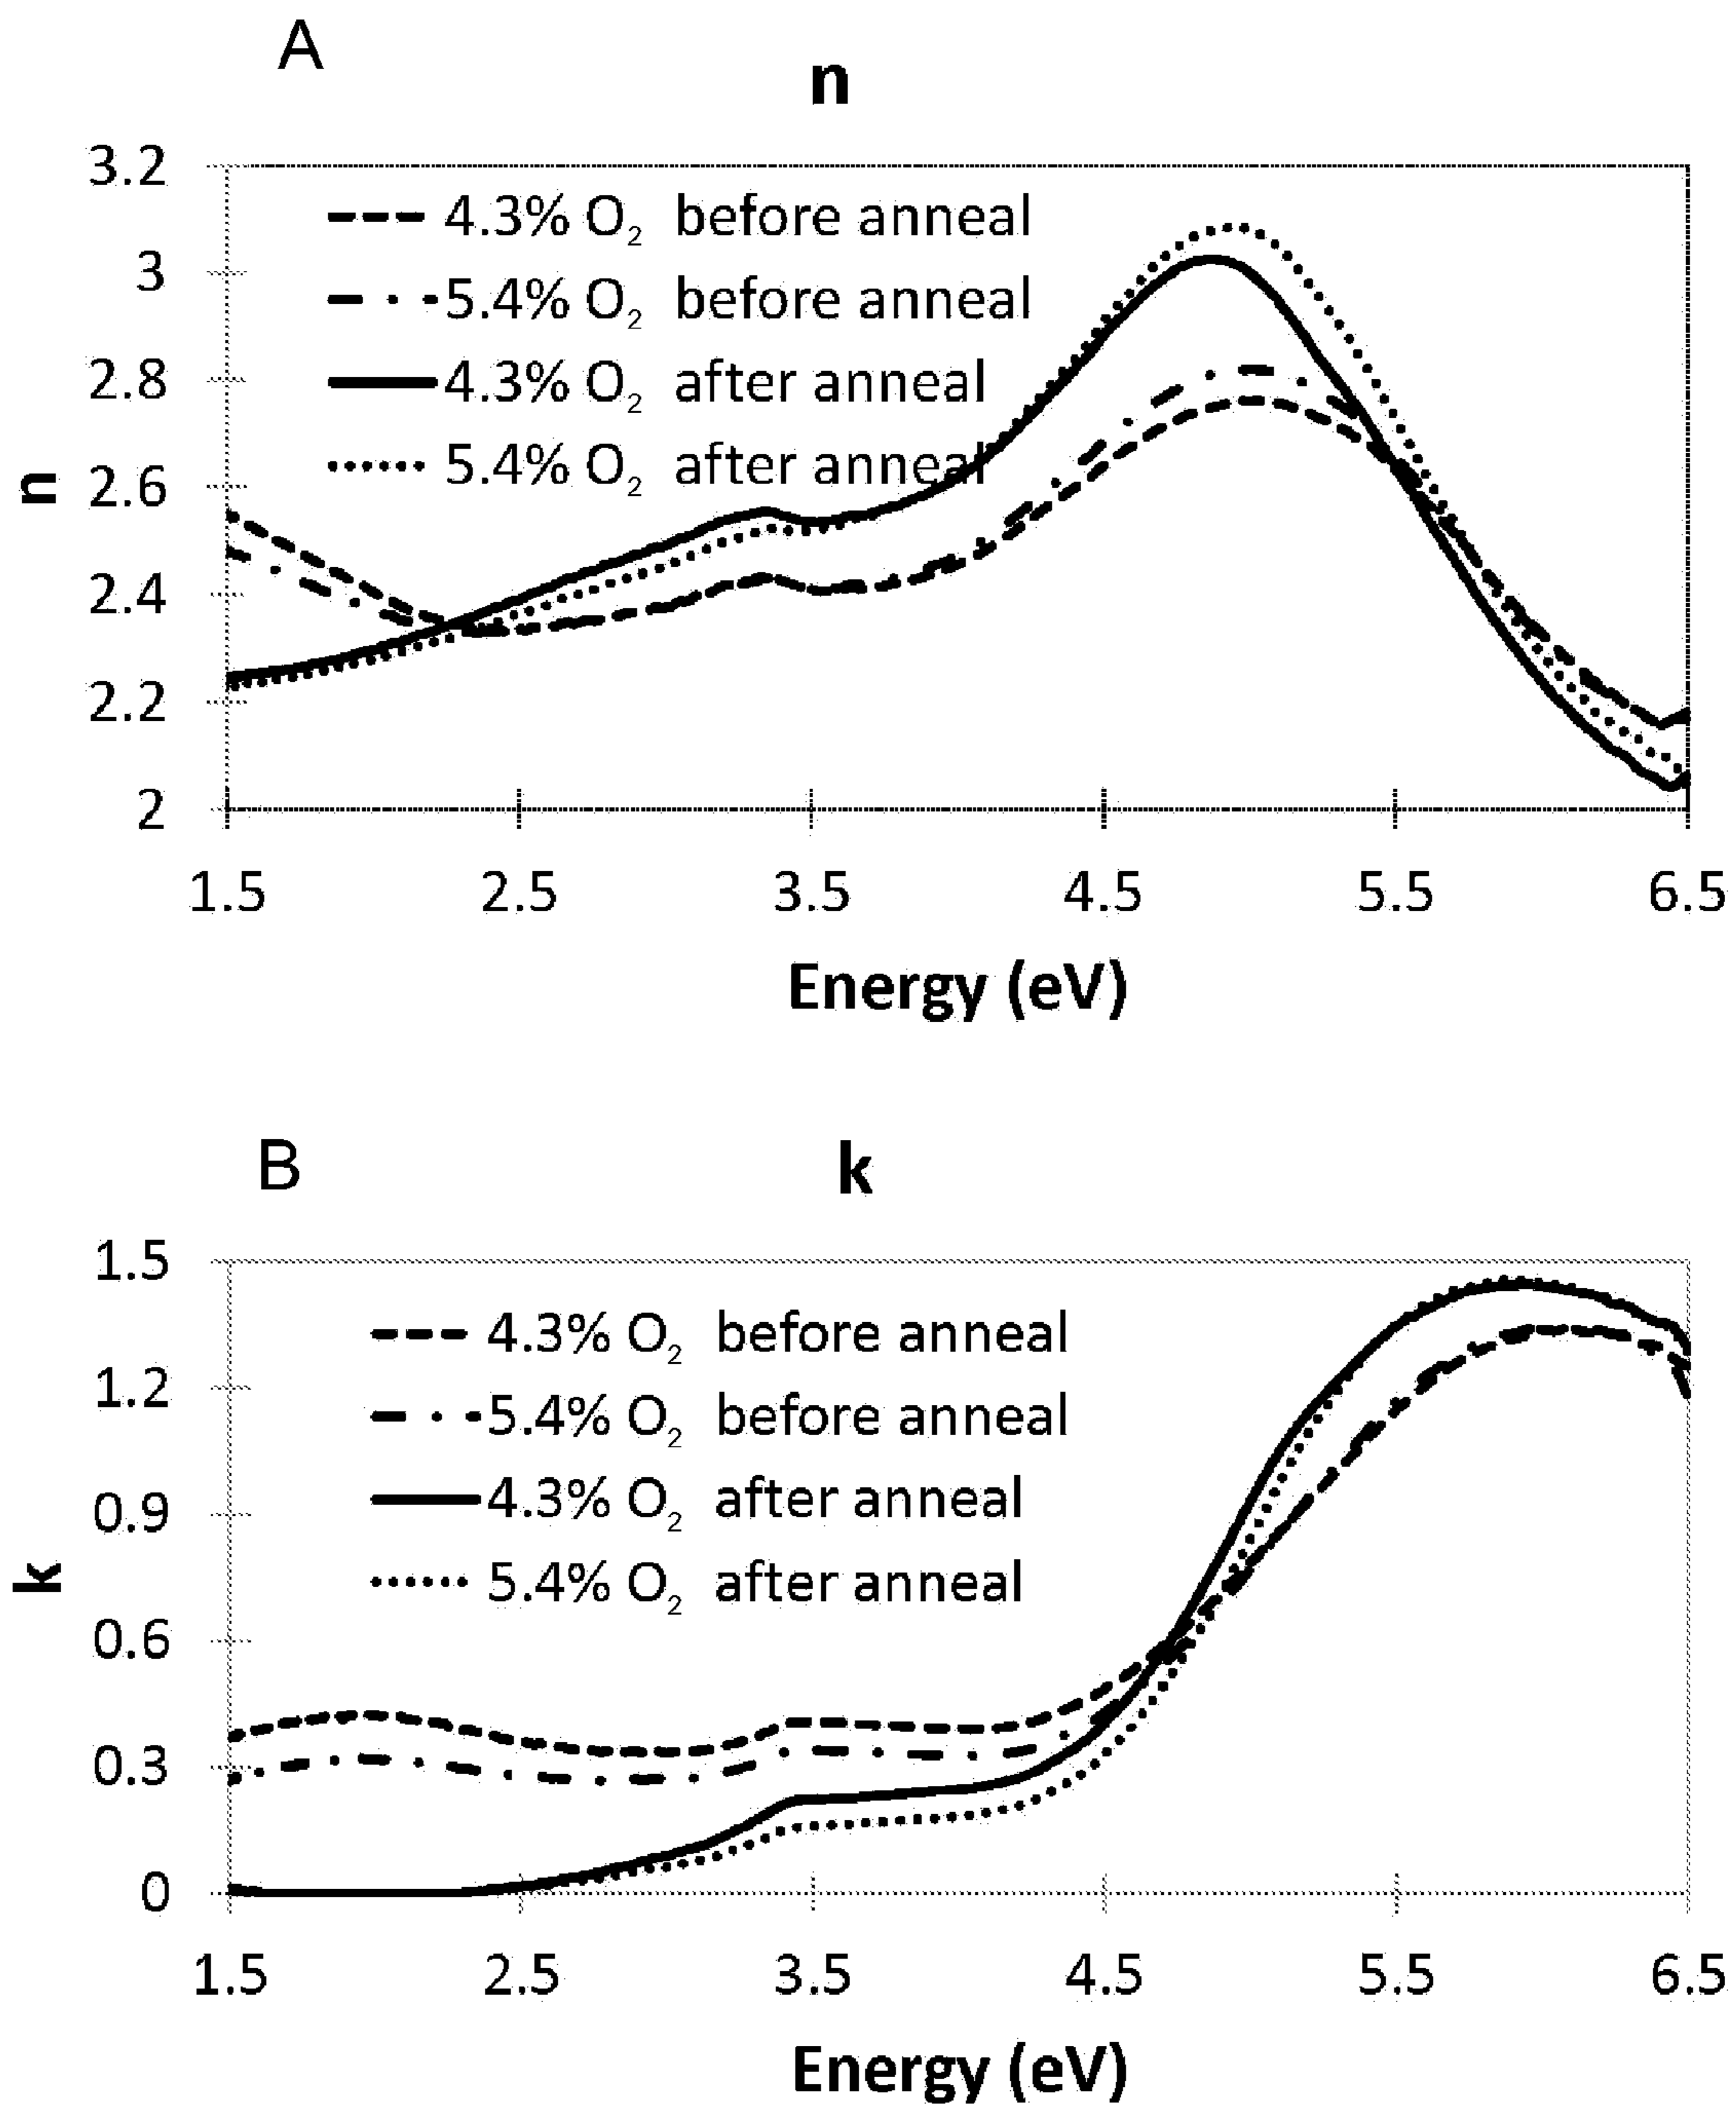 A
n
3.2
3
2.8
2.6
2.4
2.2
2
n
4.3% O₂ before anneal
5.4% O₂ before anneal
4.3% O₂ after anneal
5.4% O₂ after anneal
1.5 2.5 3.5 4.5 5.5 6.5
Energy (eV)
B
k
1.5
1.2
0.9
0.6
0.3
0
k
4.3% O₂ before anneal
5.4% O₂ before anneal
4.3% O₂ after anneal
5.4% O₂ after anneal
1.5 2.5 3.5 4.5 5.5 6.5
Energy (eV)